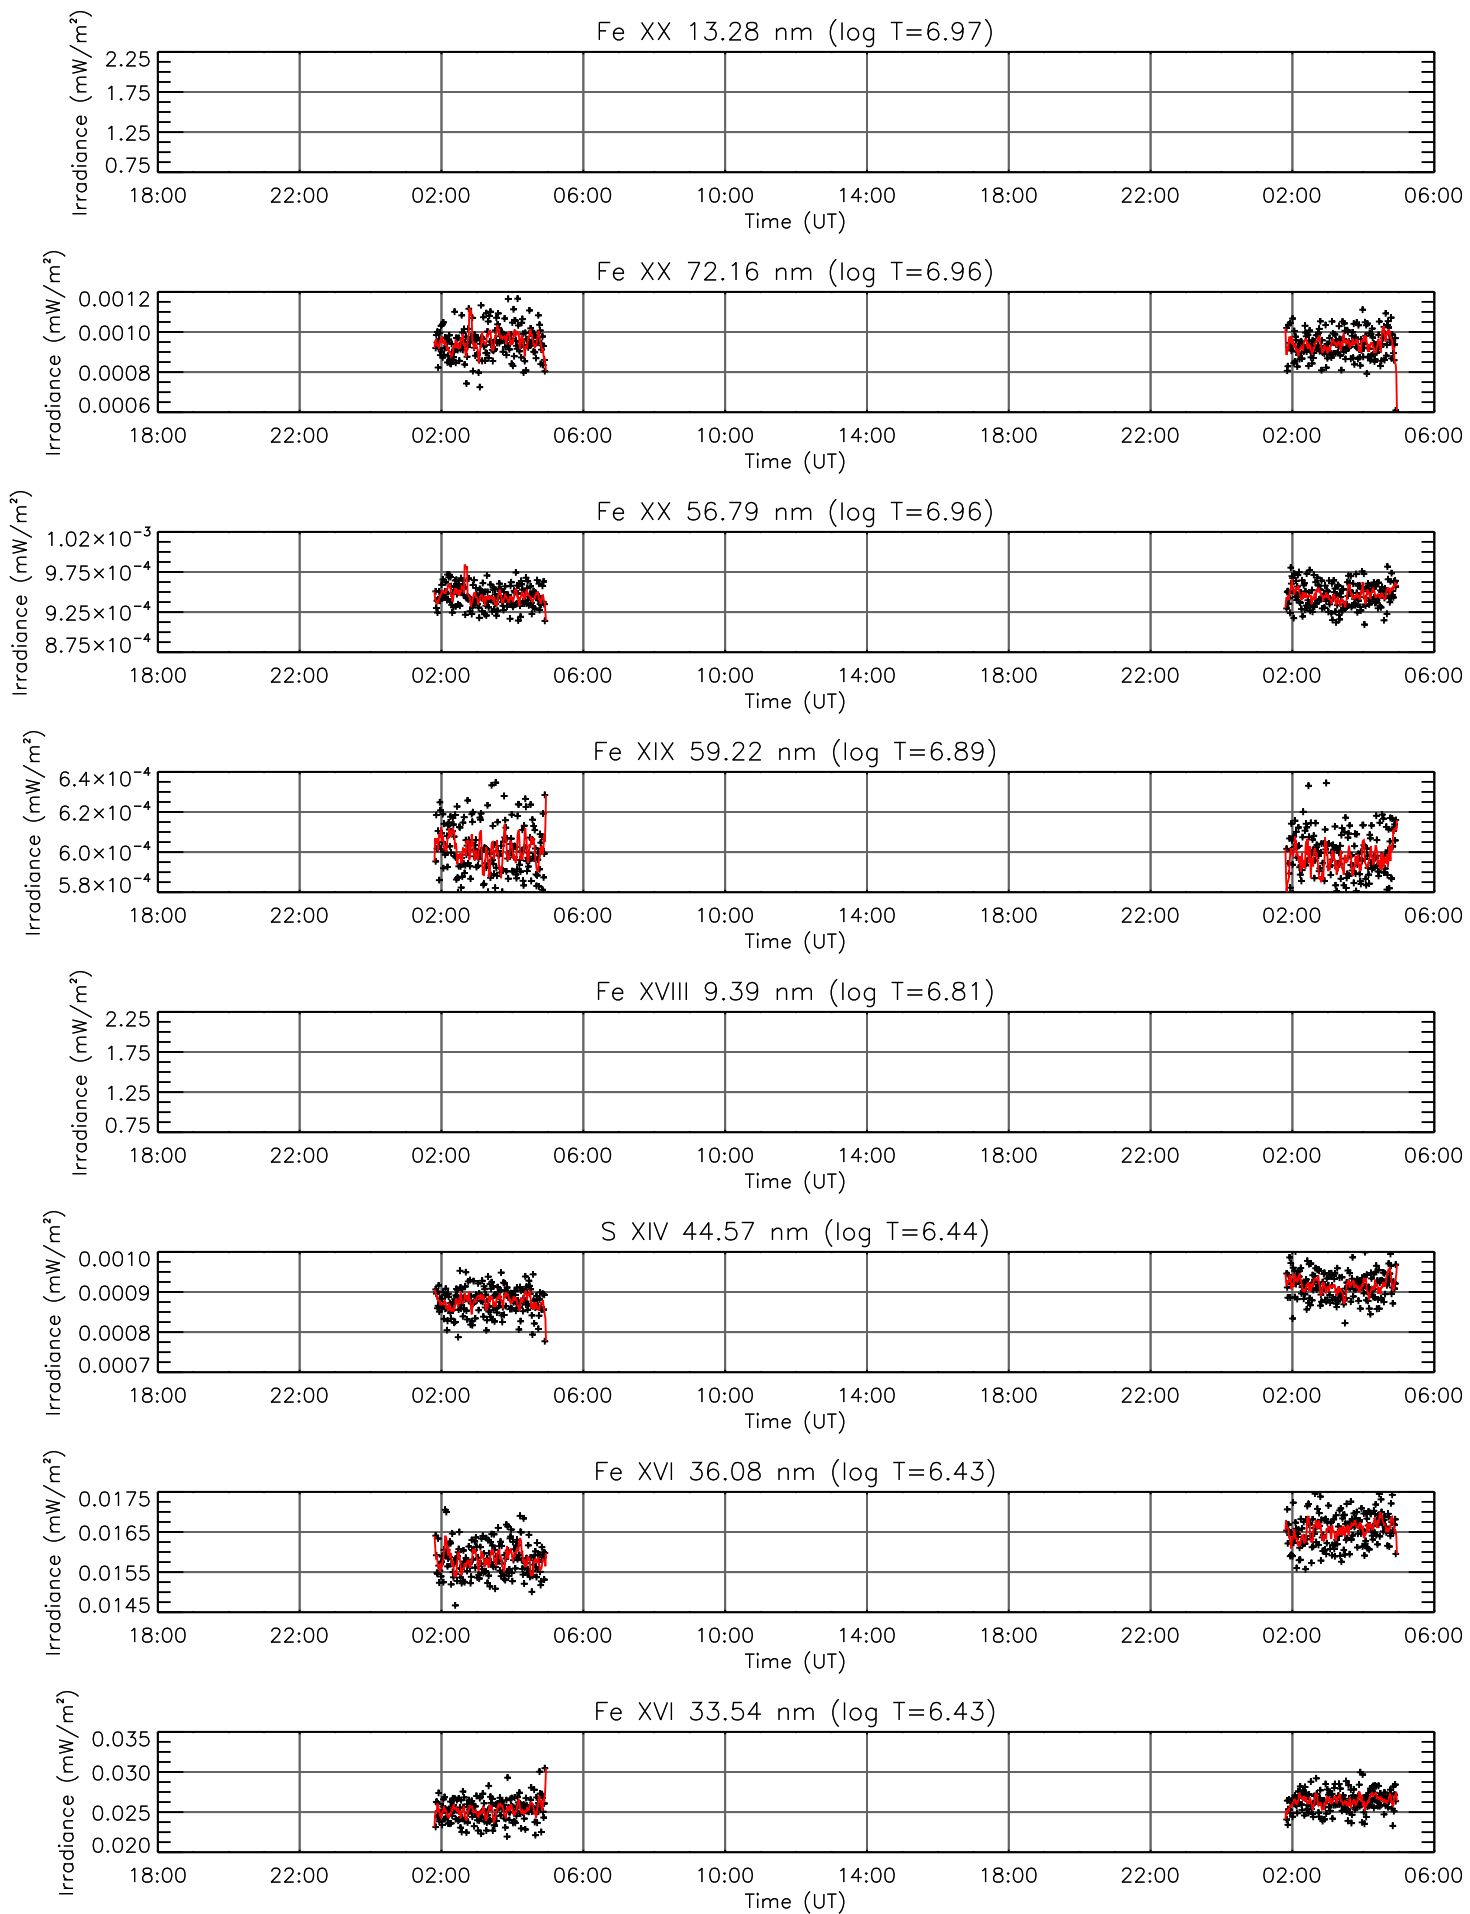 Fe XX 13.28 nm (log T=6.97)
Irradiance (mW/m²)
2.25
1.75
1.25
0.75
18:00 22:00 02:00 06:00 10:00 14:00 18:00 22:00 02:00 06:00
Time (UT)
Fe XX 72.16 nm (log T=6.96)
Irradiance (mW/m²)
0.0012
0.0010
0.0008
0.0006
18:00 22:00 02:00 06:00 10:00 14:00 18:00 22:00 02:00 06:00
Time (UT)
Fe XX 56.79 nm (log T=6.96)
Irradiance (mW/m²)
1.02×10⁻³
9.75×10⁻⁴
9.25×10⁻⁴
8.75×10⁻⁴
18:00 22:00 02:00 06:00 10:00 14:00 18:00 22:00 02:00 06:00
Time (UT)
Fe XIX 59.22 nm (log T=6.89)
Irradiance (mW/m²)
6.4×10⁻⁴
6.2×10⁻⁴
6.0×10⁻⁴
5.8×10⁻⁴
18:00 22:00 02:00 06:00 10:00 14:00 18:00 22:00 02:00 06:00
Time (UT)
Fe XVIII 9.39 nm (log T=6.81)
Irradiance (mW/m²)
2.25
1.75
1.25
0.75
18:00 22:00 02:00 06:00 10:00 14:00 18:00 22:00 02:00 06:00
Time (UT)
S XIV 44.57 nm (log T=6.44)
Irradiance (mW/m²)
0.0010
0.0009
0.0008
0.0007
18:00 22:00 02:00 06:00 10:00 14:00 18:00 22:00 02:00 06:00
Time (UT)
Fe XVI 36.08 nm (log T=6.43)
Irradiance (mW/m²)
0.0175
0.0165
0.0155
0.0145
18:00 22:00 02:00 06:00 10:00 14:00 18:00 22:00 02:00 06:00
Time (UT)
Fe XVI 33.54 nm (log T=6.43)
Irradiance (mW/m²)
0.035
0.030
0.025
0.020
18:00 22:00 02:00 06:00 10:00 14:00 18:00 22:00 02:00 06:00
Time (UT)